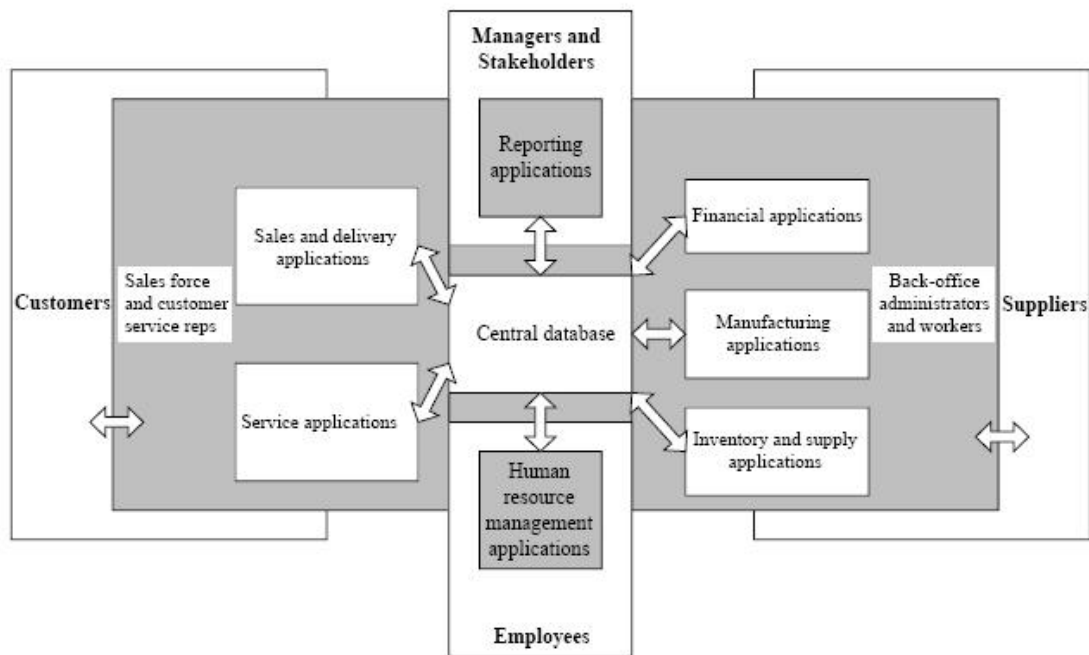 Managers and
Stakeholders
Reporting
applications
Financial applications
Sales and delivery
applications
Customers
Sales force
and customer
service reps
Central database
Manufacturing
applications
Back-office
administrators
and workers
Suppliers
Service applications
Inventory and supply
applications
Human
resource
management
applications
Employees